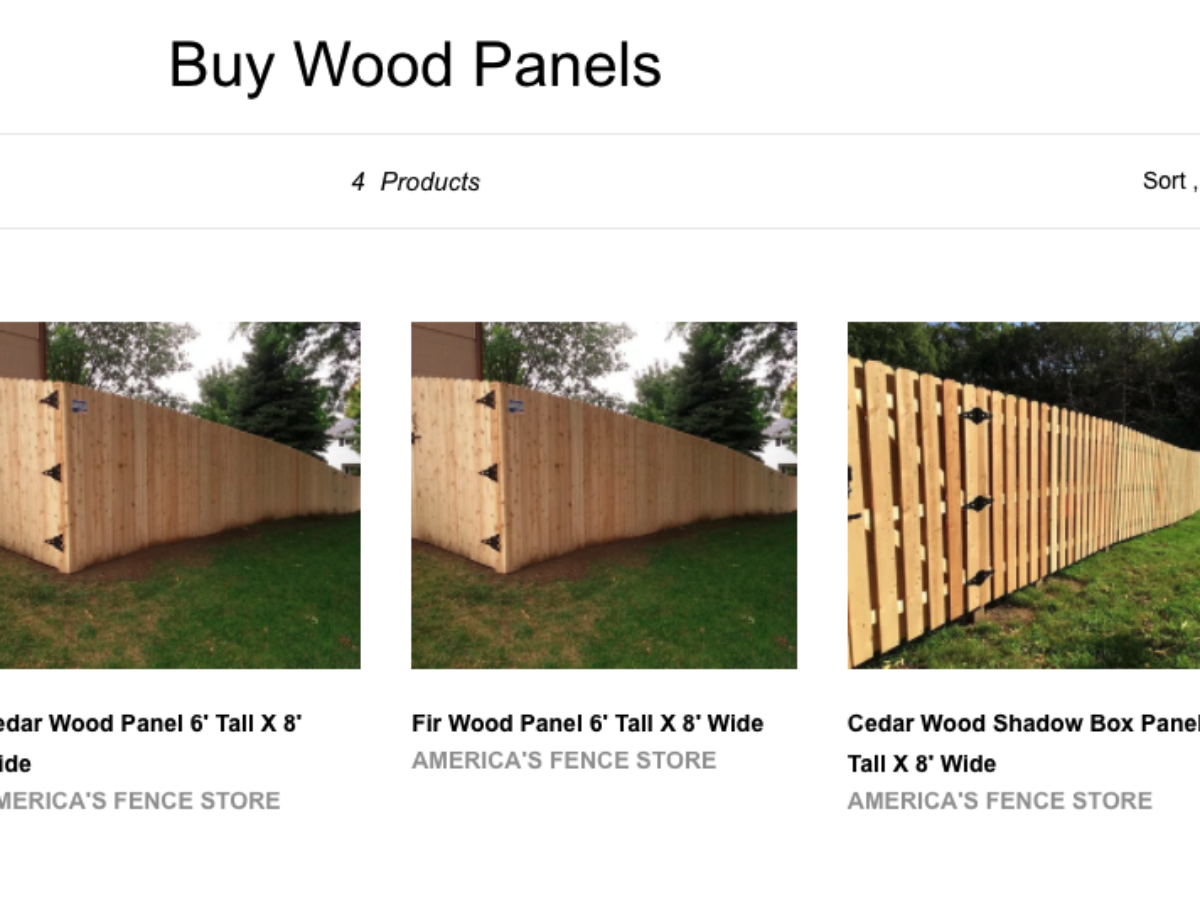 Buy Wood Panels
4 Products
Sort ,
edar Wood Panel 6' Tall X 8'
ide
MERICA'S FENCE STORE
Fir Wood Panel 6' Tall X 8' Wide
AMERICA'S FENCE STORE
Cedar Wood Shadow Box Panel
Tall X 8' Wide
AMERICA'S FENCE STORE